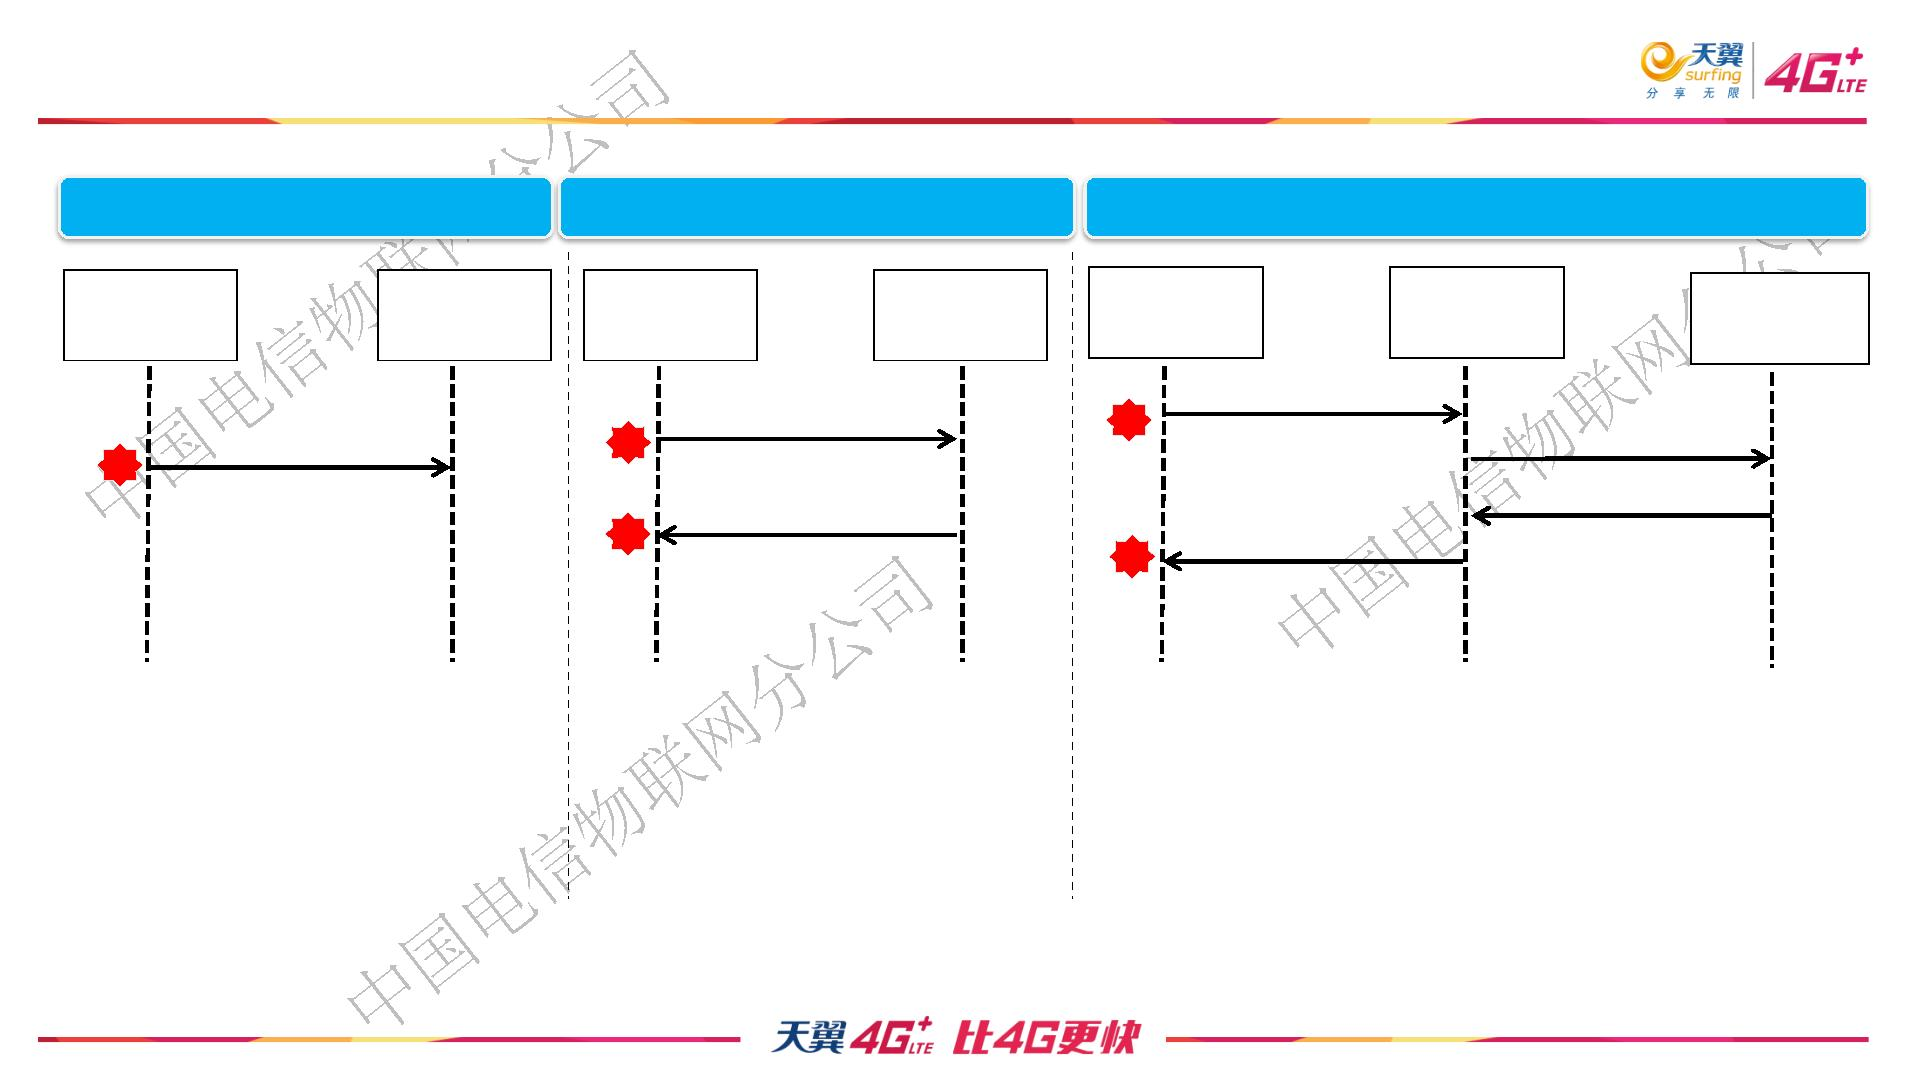 天翼
surfing
分享无限
4G+
LTE
中国电信物联网分公司
中国电信物联网分公司
中国电信物联网分公司
天翼4G+ LTE 比4G更快